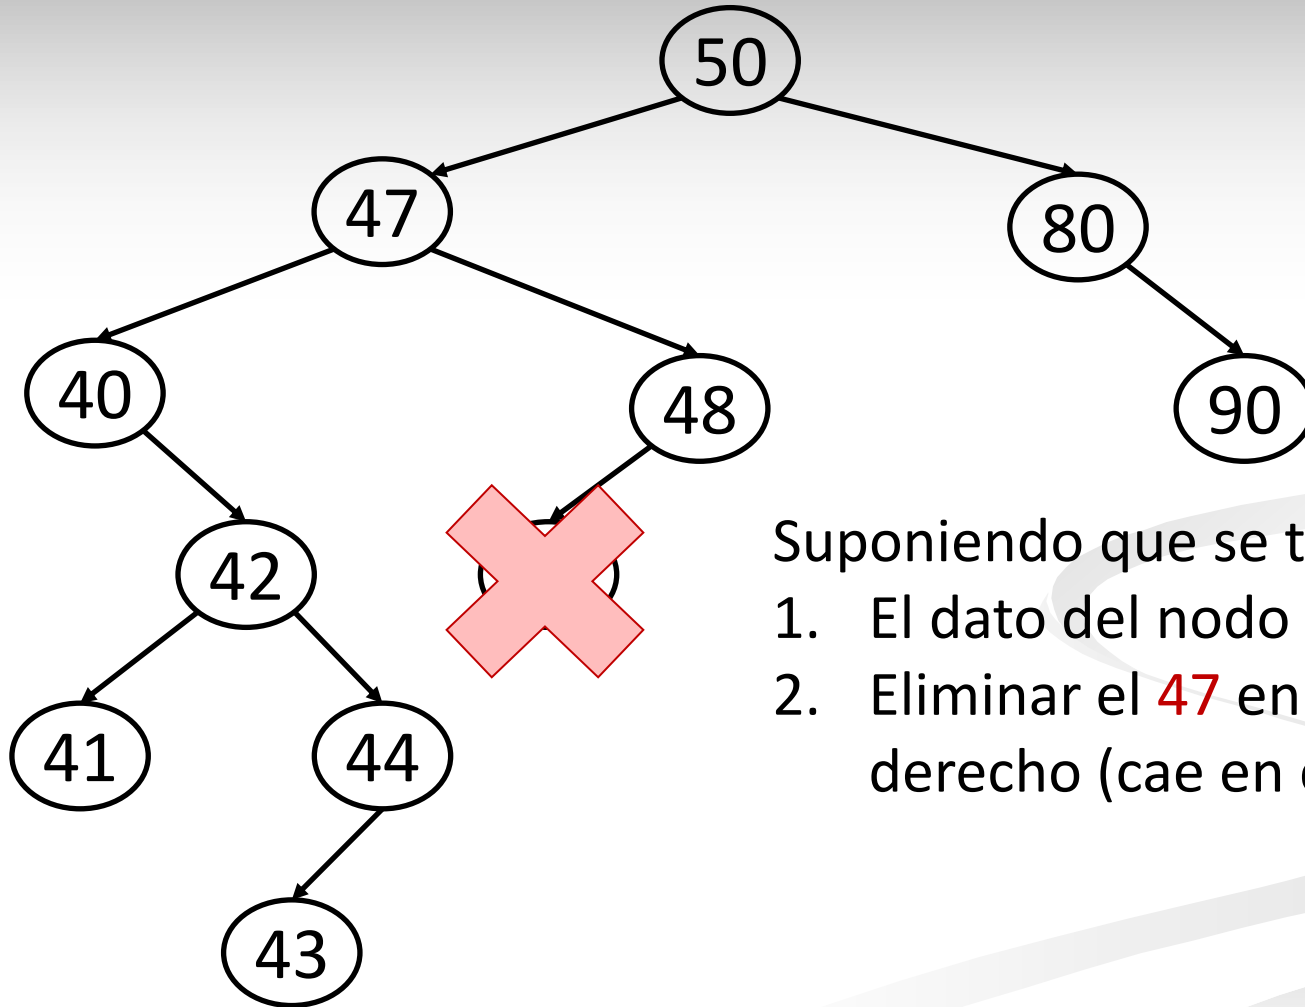 50
47
80
40
48
90
42
41
44
43
Suponiendo que se t
1. El dato del nodo
2. Eliminar el 47 en
derecho (cae en